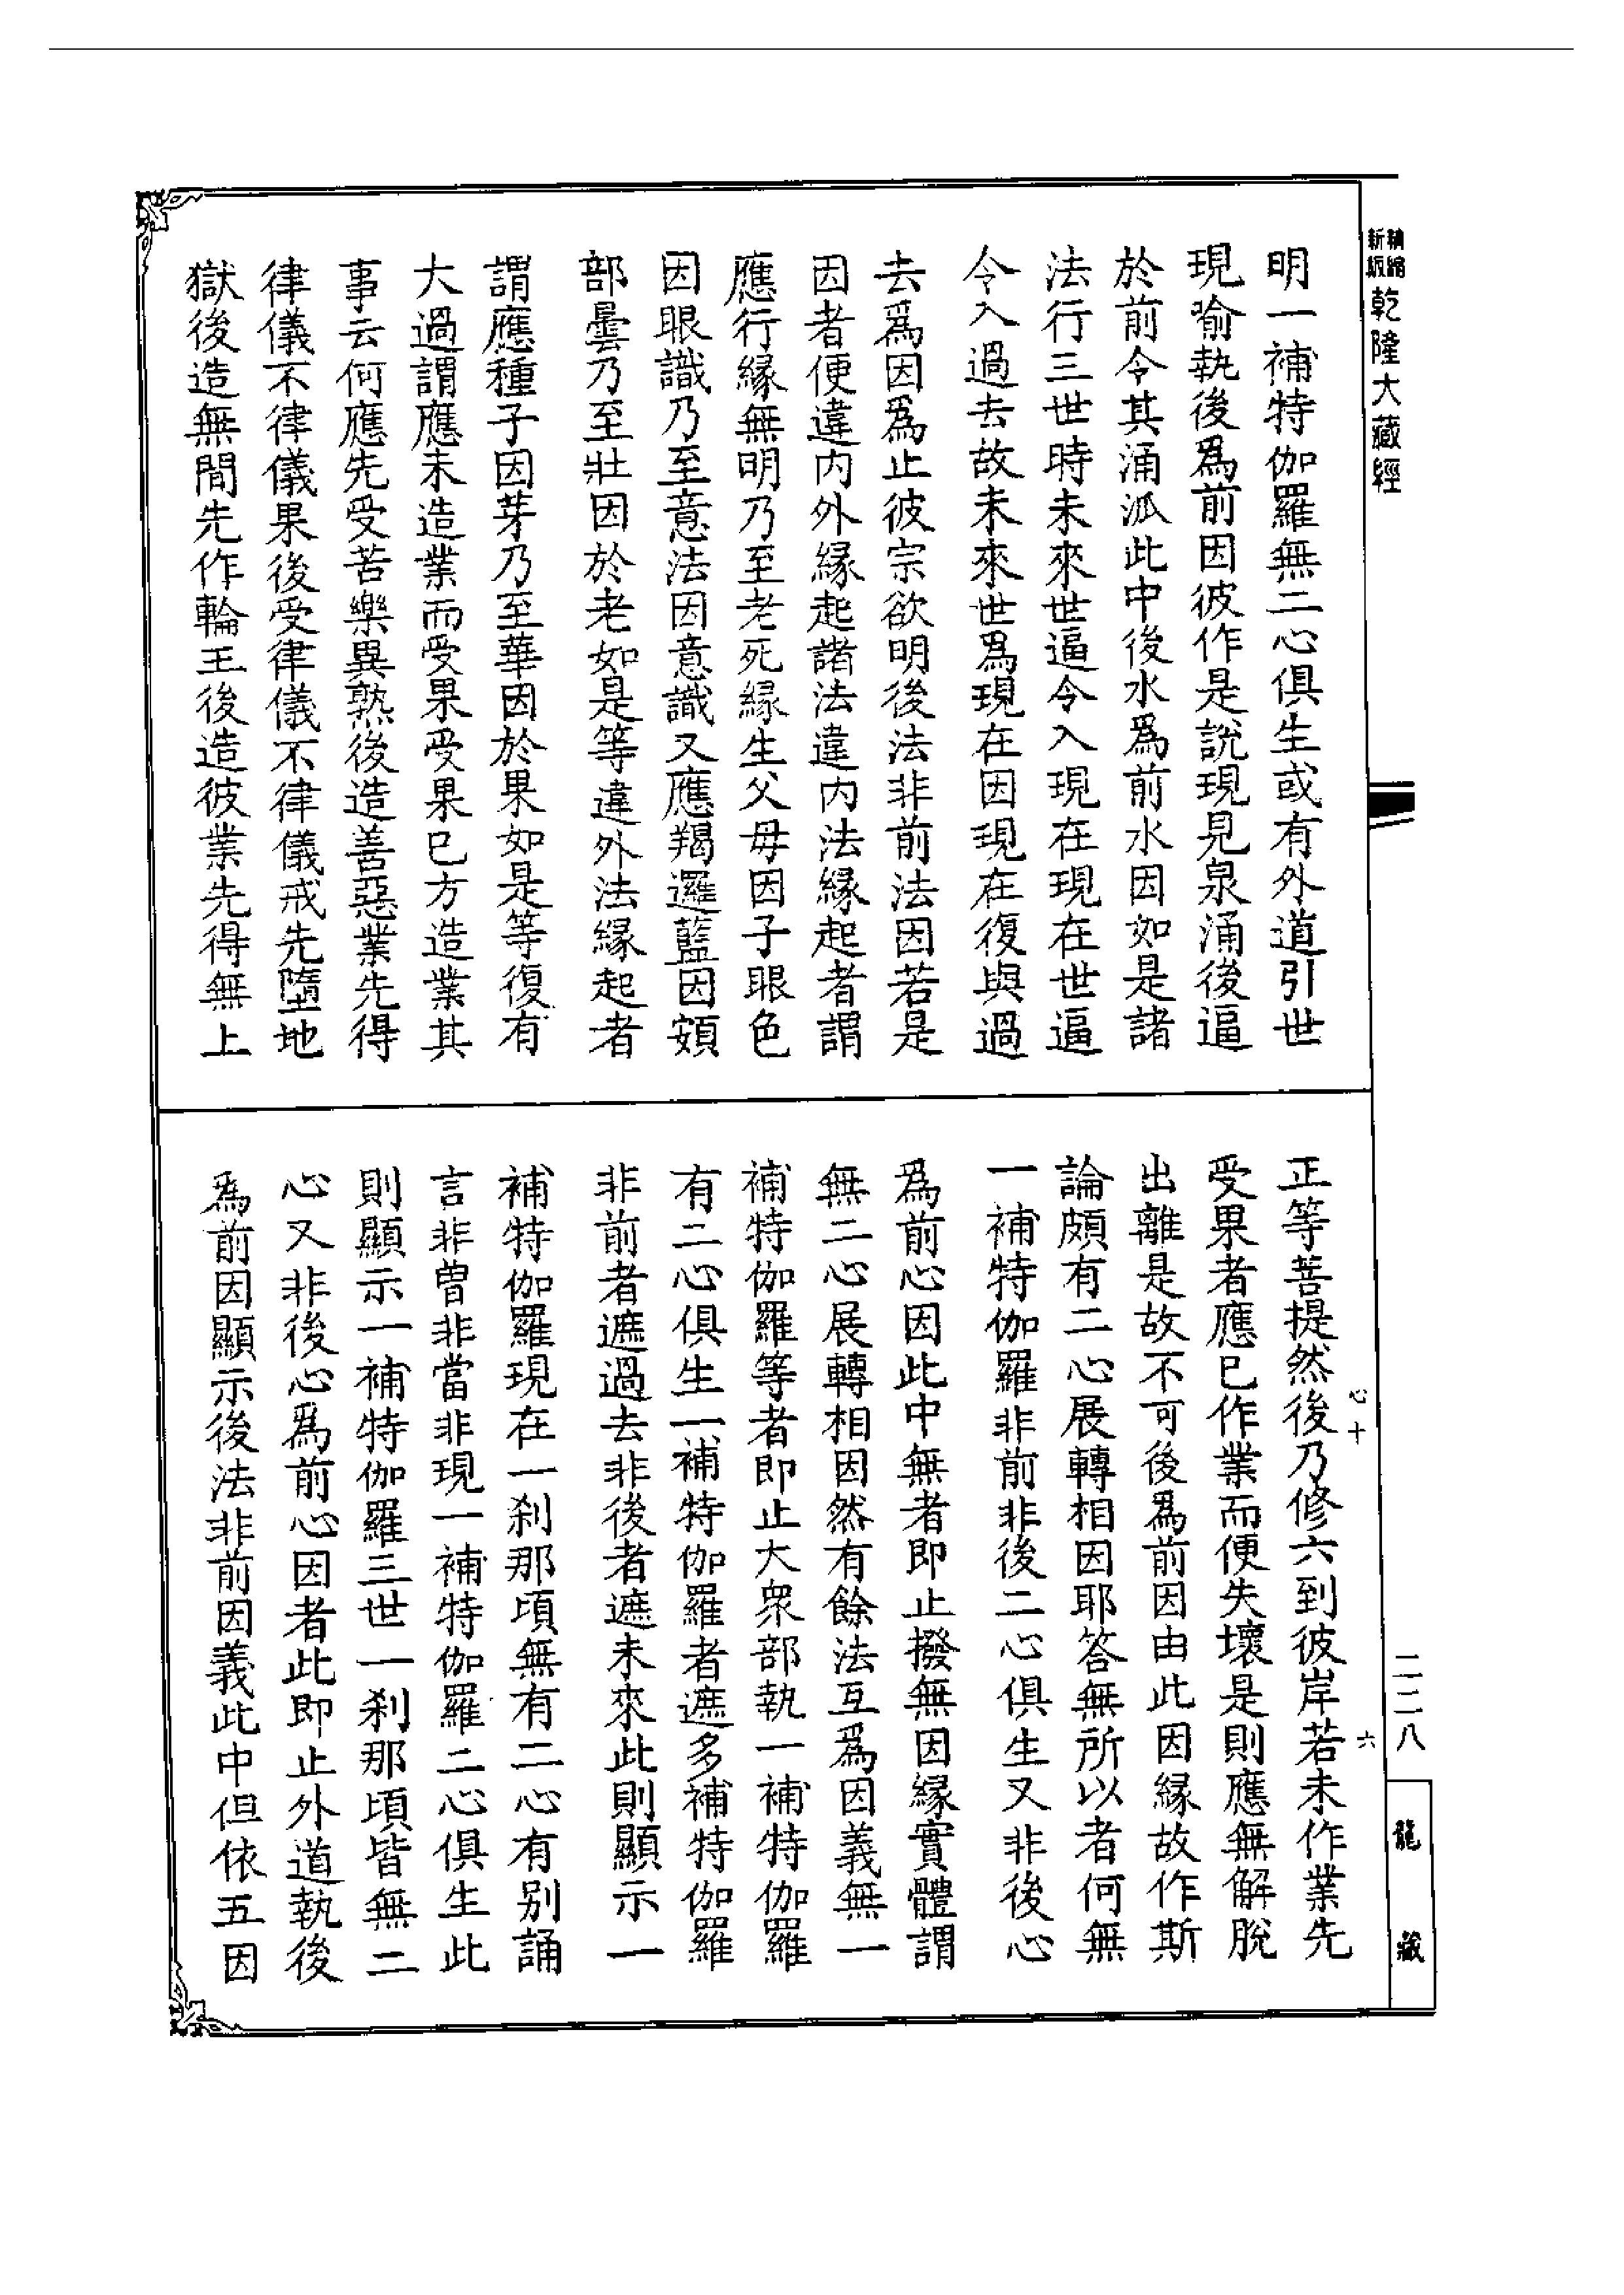 新版精縮乾隆大藏經
明一補特伽羅無二心俱生或有外道引世
現喻執後爲前因彼作是說現見泉涌後逼
於前令其涌泒此中後水爲前水因如是諸
法行三世時未來世逼令入現在現在世逼
令入過去故未來世爲現在因現在復與過
去爲因爲止彼宗欲明後法非前法因若是
因者便違内外緣起諸法違内法緣起者謂
應行緣無明乃至老死緣生父母因子眼色
因眼識乃至意法因意識又應羯邏藍因頞
部曇乃至壯因於老如是等違外法緣起者
謂應種子因芽乃至華因於果如是等復有
大過謂應未造業而受果受果已方造業其
事云何應先受苦樂異熟後造善惡業先得
律儀不律儀果後受律儀不律儀戒先墮地
獄後造無間先作輪王後造彼業先得無上
正等菩提然後乃修六到彼岸若未作業先
受果者應已作業而便失壞是則應無解脫
出離是故不可後爲前因由此因緣故作斯
論頗有二心展轉相因耶答無所以者何無
一補特伽羅非前非後二心俱生又非後心
爲前心因此中無者即止撥無因緣實體謂
無二心展轉相因然有餘法互爲因義無一
補特伽羅等者即止大衆部執一補特伽羅
有二心俱生一補特伽羅者遮多補特伽羅
非前者遮過去非後者遮未來此則顯示一
補特伽羅現在一刹那頃無有二心有别誦
言非曾非當非現一補特伽羅二心俱生此
則顯示一補特伽羅三世一刹那頃皆無二
心又非後心爲前心因者此即止外道執後
爲前因顯示後法非前因義此中但依五因
心十
六
二二八
龍藏